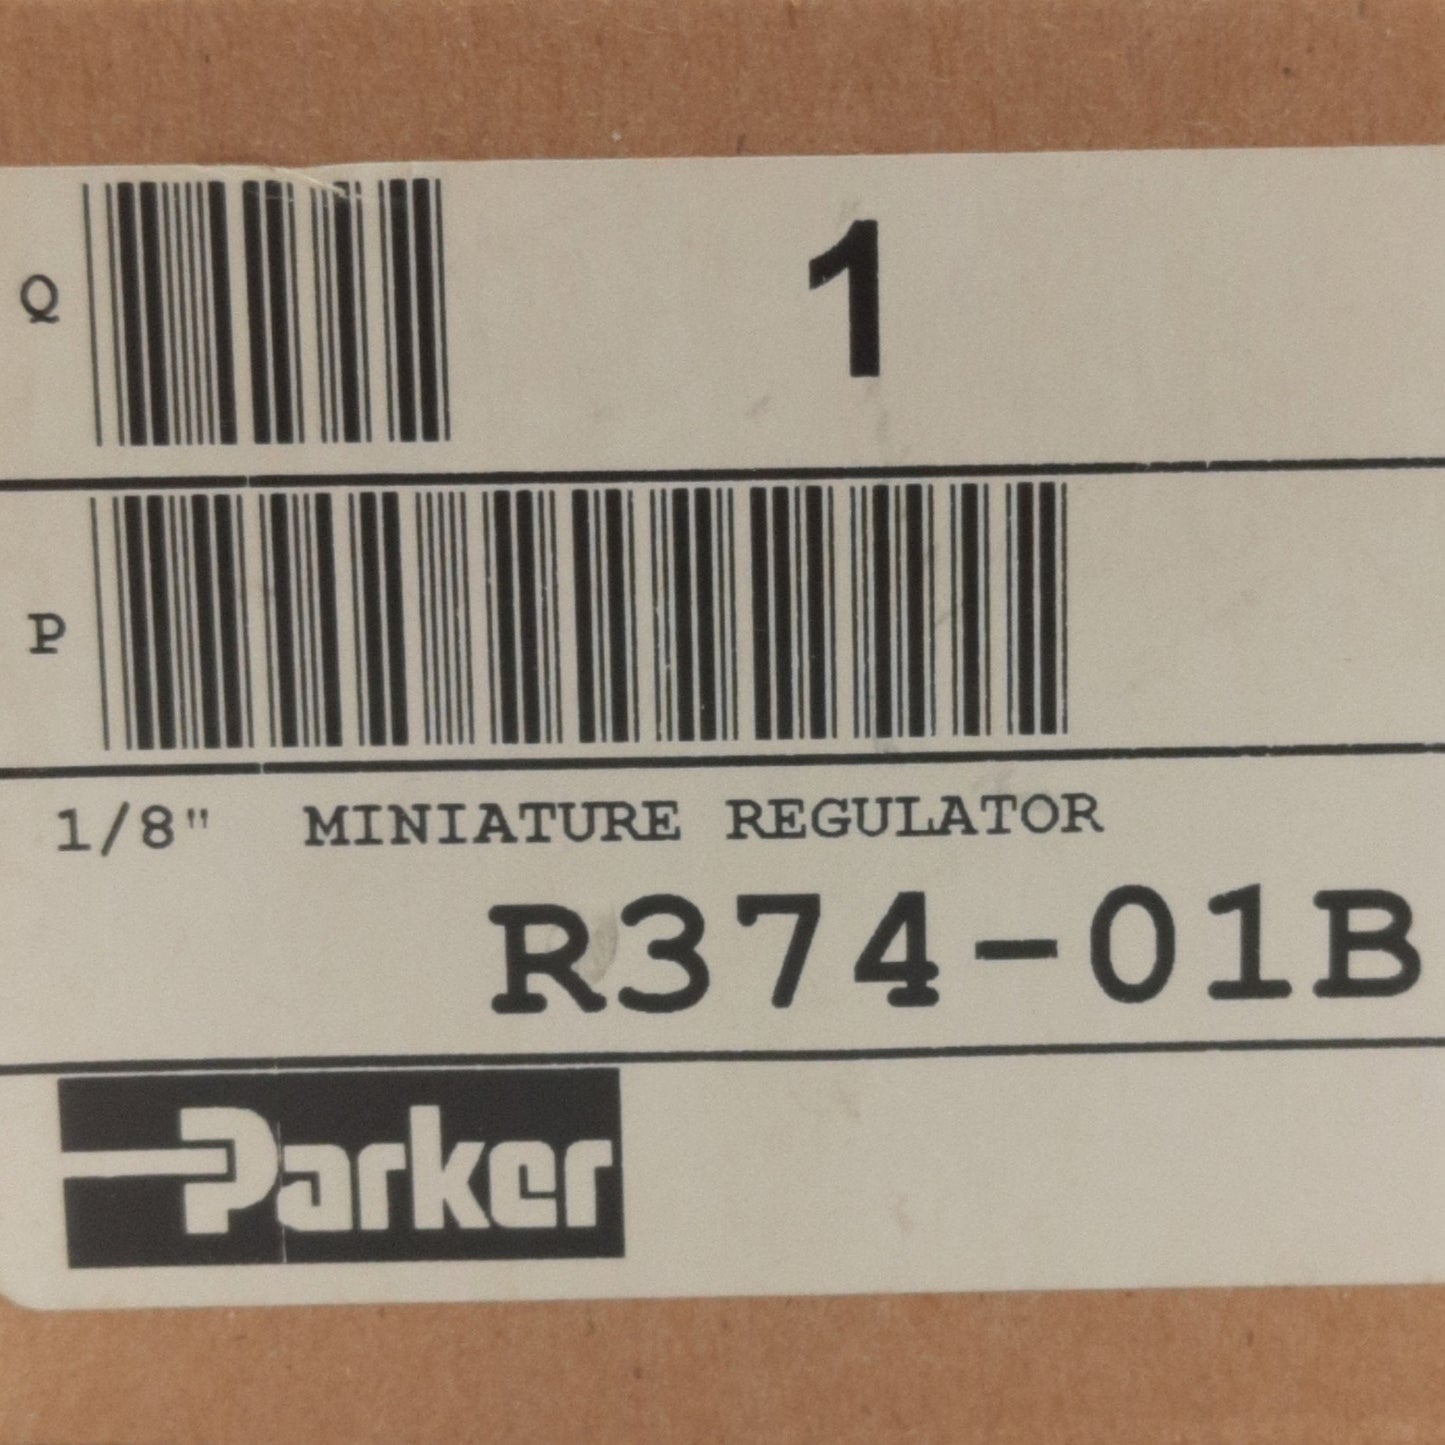 Q 1
P
1/8" MINIATURE REGULATOR
R374-01B
Parker